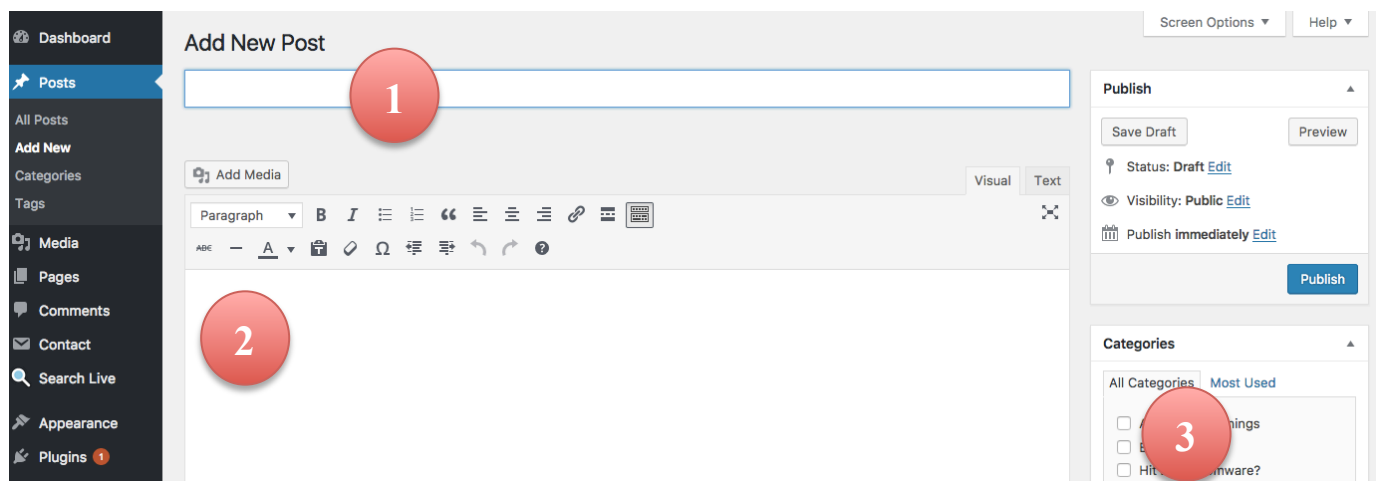 Screen Options ▼ Help ▼
Dashboard
Add New Post
Posts
1
Publish
All Posts
Add New
Save Draft Preview
Categories
Add Media
Status: Draft Edit
Visual Text
Tags
Visibility: Public Edit
Paragraph
B I
Media
Publish immediately Edit
ABC A Ω
Pages
Publish
Comments
2
Contact
Categories
Search Live
All Categories Most Used
Appearance
3
Plugins 1
Hit